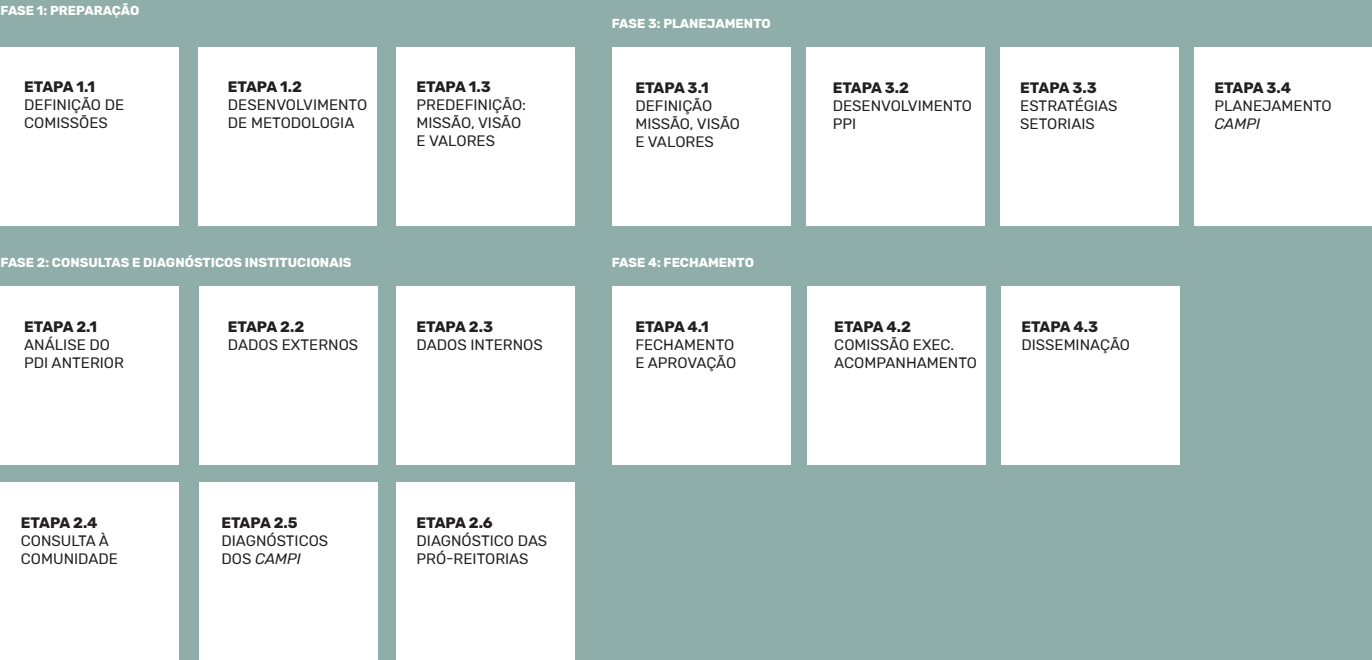 FASE 1: PREPARAÇÃO
ETAPA 1.1
DEFINIÇÃO DE
COMISSÕES
ETAPA 1.2
DESENVOLVIMENTO
DE METODOLOGIA
ETAPA 1.3
PREDEFINIÇÃO:
MISSÃO, VISÃO
E VALORES
FASE 2: CONSULTAS E DIAGNÓSTICOS INSTITUCIONAIS
ETAPA 2.1
ANÁLISE DO
PDI ANTERIOR
ETAPA 2.2
DADOS EXTERNOS
ETAPA 2.3
DADOS INTERNOS
ETAPA 2.4
CONSULTA À
COMUNIDADE
ETAPA 2.5
DIAGNÓSTICOS
DOS CAMPI
ETAPA 2.6
DIAGNÓSTICO DAS
PRÓ-REITORIAS
FASE 3: PLANEJAMENTO
ETAPA 3.1
DEFINIÇÃO
MISSÃO, VISÃO
E VALORES
ETAPA 3.2
DESENVOLVIMENTO
PPI
ETAPA 3.3
ESTRATÉGIAS
SETORIAIS
ETAPA 3.4
PLANEJAMENTO
CAMPI
FASE 4: FECHAMENTO
ETAPA 4.1
FECHAMENTO
E APROVAÇÃO
ETAPA 4.2
COMISSÃO EXEC.
ACOMPANHAMENTO
ETAPA 4.3
DISSEMINAÇÃO